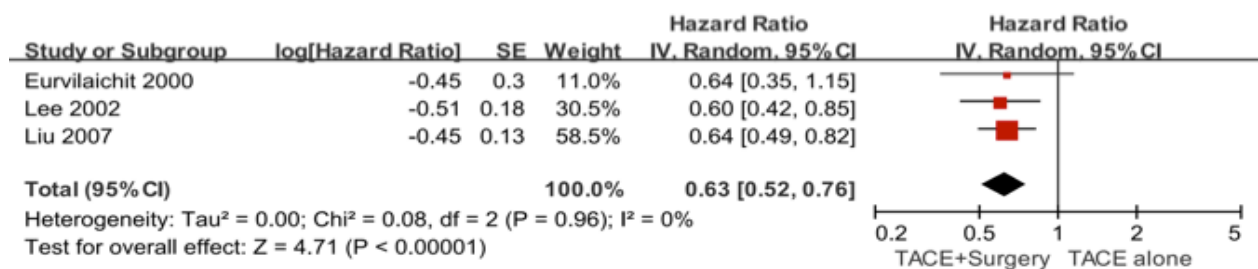 Hazard Ratio Hazard Ratio
Study or Subgroup log[Hazard Ratio] SE Weight IV, Random, 95% CI IV, Random, 95% CI
Eurvilaichit 2000 -0.45 0.3 11.0% 0.64 [0.35, 1.15]
Lee 2002 -0.51 0.18 30.5% 0.60 [0.42, 0.85]
Liu 2007 -0.45 0.13 58.5% 0.64 [0.49, 0.82]
Total (95% CI) 100.0% 0.63 [0.52, 0.76]
Heterogeneity: Tau² = 0.00; Chi² = 0.08, df = 2 (P = 0.96); I² = 0%
Test for overall effect: Z = 4.71 (P < 0.00001)
0.2 0.5 1 2 5
TACE+Surgery TACE alone